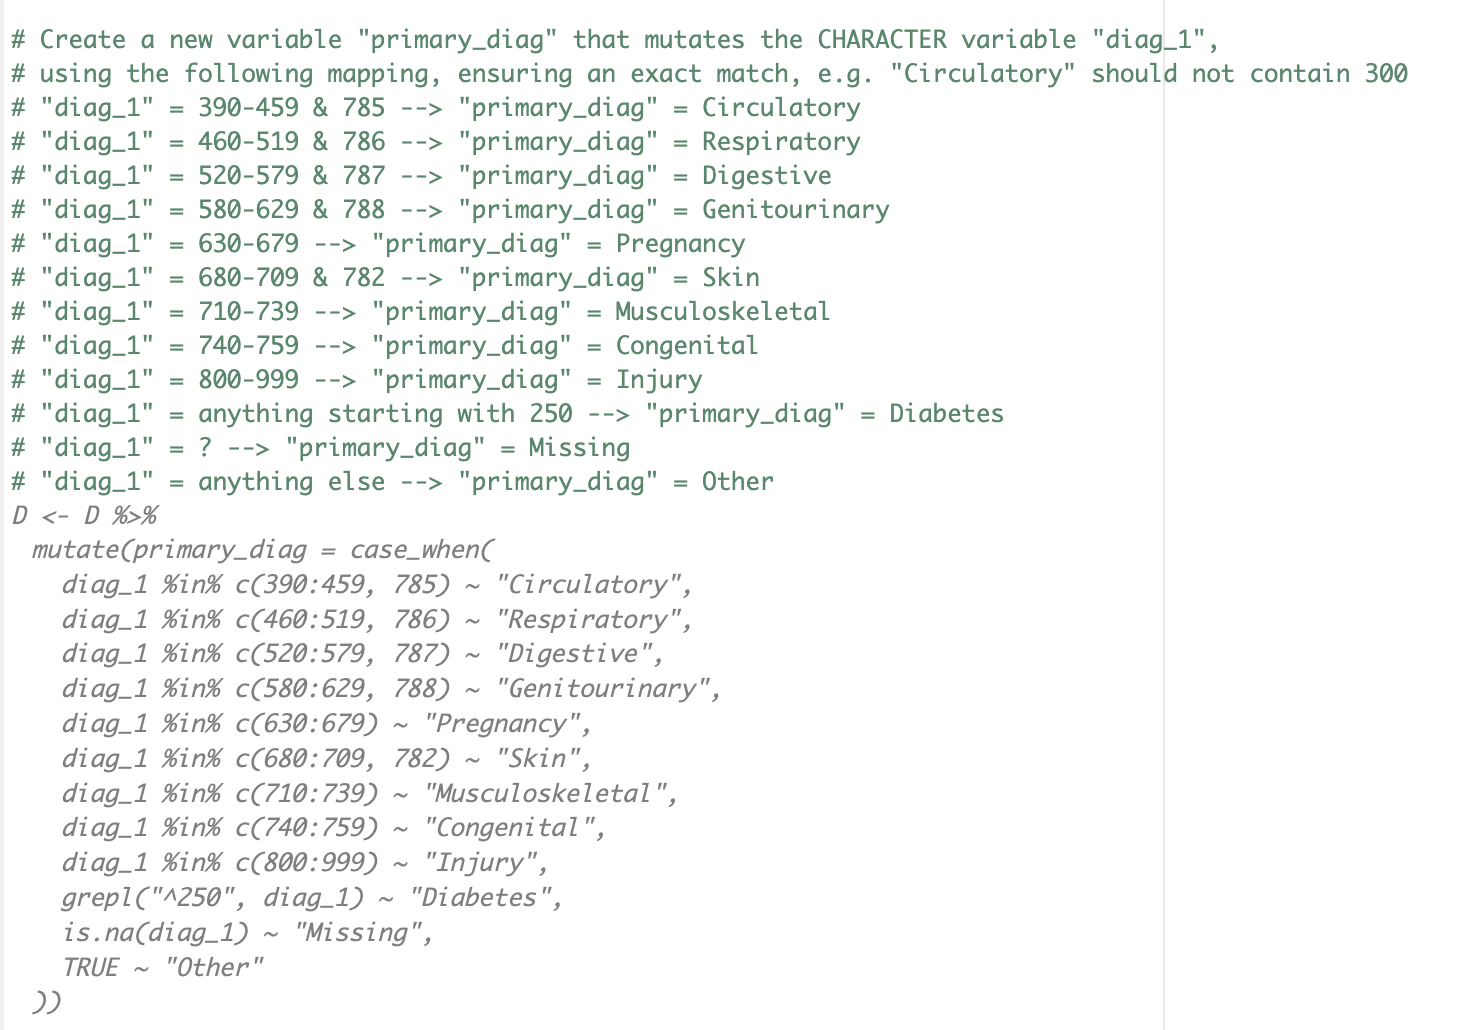 # Create a new variable "primary_diag" that mutates the CHARACTER variable "diag_1",
# using the following mapping, ensuring an exact match, e.g. "Circulatory" should not contain 300
# "diag_1" = 390-459 & 785 --> "primary_diag" = Circulatory
# "diag_1" = 460-519 & 786 --> "primary_diag" = Respiratory
# "diag_1" = 520-579 & 787 --> "primary_diag" = Digestive
# "diag_1" = 580-629 & 788 --> "primary_diag" = Genitourinary
# "diag_1" = 630-679 --> "primary_diag" = Pregnancy
# "diag_1" = 680-709 & 782 --> "primary_diag" = Skin
# "diag_1" = 710-739 --> "primary_diag" = Musculoskeletal
# "diag_1" = 740-759 --> "primary_diag" = Congenital
# "diag_1" = 800-999 --> "primary_diag" = Injury
# "diag_1" = anything starting with 250 --> "primary_diag" = Diabetes
# "diag_1" = ? --> "primary_diag" = Missing
# "diag_1" = anything else --> "primary_diag" = Other
D <- D %>%
  mutate(primary_diag = case_when(
    diag_1 %in% c(390:459, 785) ~ "Circulatory",
    diag_1 %in% c(460:519, 786) ~ "Respiratory",
    diag_1 %in% c(520:579, 787) ~ "Digestive",
    diag_1 %in% c(580:629, 788) ~ "Genitourinary",
    diag_1 %in% c(630:679) ~ "Pregnancy",
    diag_1 %in% c(680:709, 782) ~ "Skin",
    diag_1 %in% c(710:739) ~ "Musculoskeletal",
    diag_1 %in% c(740:759) ~ "Congenital",
    diag_1 %in% c(800:999) ~ "Injury",
    grepl("^250", diag_1) ~ "Diabetes",
    is.na(diag_1) ~ "Missing",
    TRUE ~ "Other"
  ))